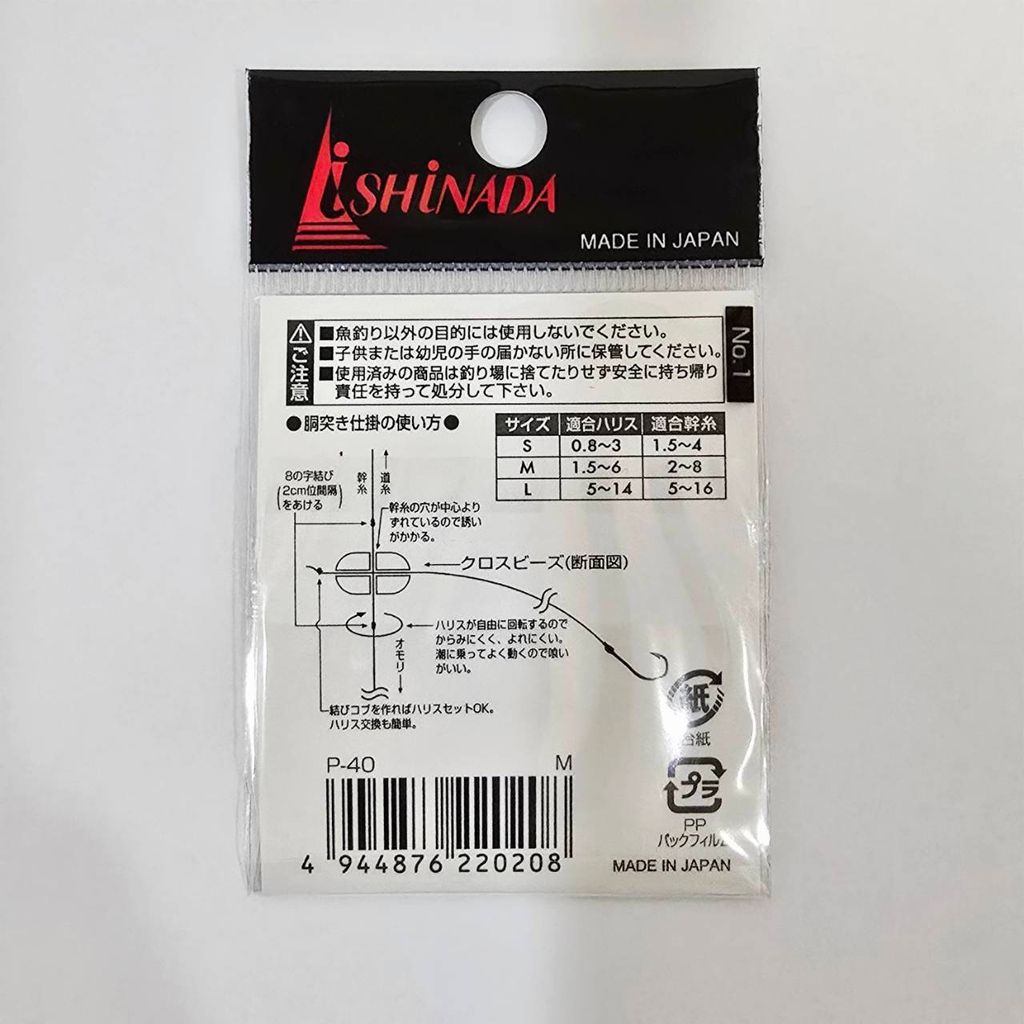 iSHiNADA
MADE IN JAPAN
⚠ご注意
■魚釣り以外の目的には使用しないでください。
■子供または幼児の手の届かない所に保管してください。
■使用済みの商品は釣り場に捨てたりせず安全に持ち帰り
責任を持って処分して下さい。
No.1
●胴突き仕掛の使い方●
サイズ 適合ハリス 適合幹糸
S 0.8〜3 1.5〜4
M 1.5〜6 2〜8
L 5〜14 5〜16
8の字結び
(2cm位間隔)
をあける
幹糸
道糸
幹糸の穴が中心より
ずれているので誘い
がかかる。
クロスビーズ(断面図)
ハリスが自由に回転するので
からみにくく、よれにくい。
潮に乗ってよく動くので喰い
がいい。
オモリ
結びコブを作ればハリスセットOK。
ハリス交換も簡単。
紙
台紙
P-40 M
プラ
PP
パックフィルム
4 944876 220208
MADE IN JAPAN